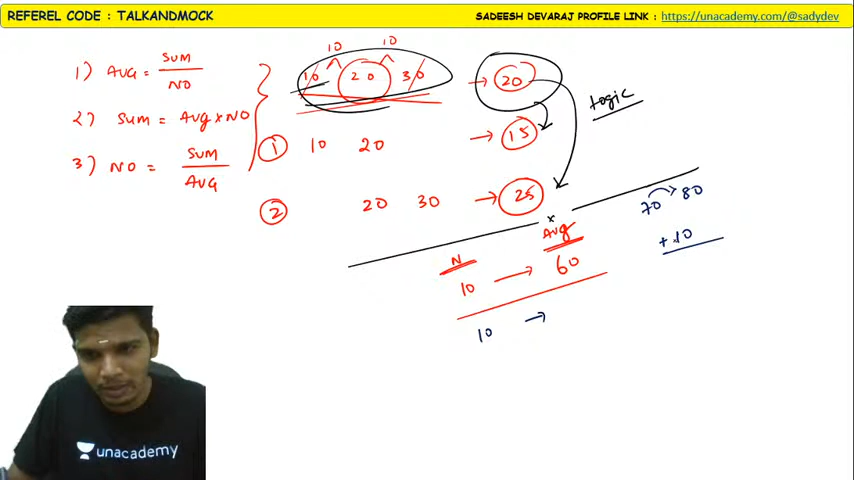 REFEREL CODE : TALKANDMOCK
SADEESH DEVARAJ PROFILE LINK : https://unacademy.com/@sadydev
1) AVG = SUM / NO
2) SUM = AVG x NO
3) NO = SUM / AVG
10 10
10 20 30 → 20
Logic
1 10 20 → 15
2 20 30 → 25
70 80
+10
x
N Avg
10 → 60
10 →
unacademy